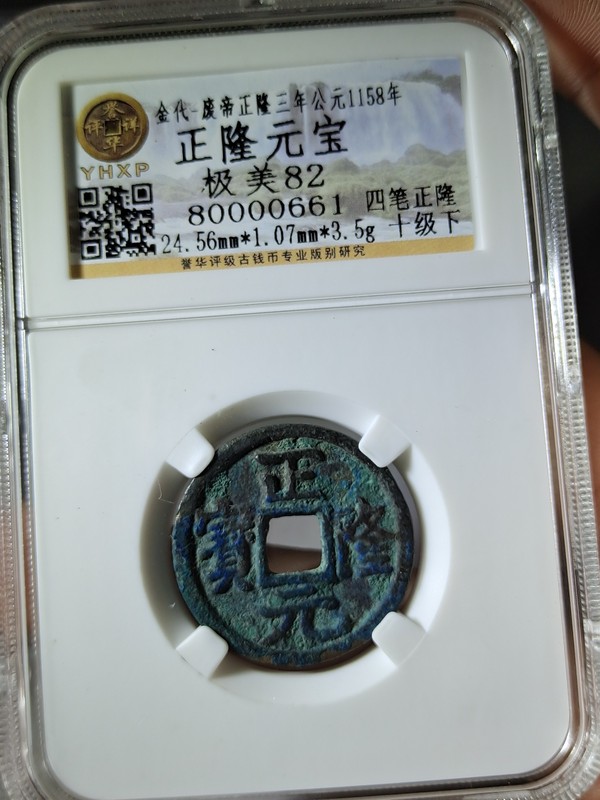 金代-废帝正隆三年公元1158年
正隆元宝
YHXP
极美82
80000661 四笔正隆
24.56mm*1.07mm*3.5g 十级下
誉华评级古钱币专业版别研究
正
寶 隆
元